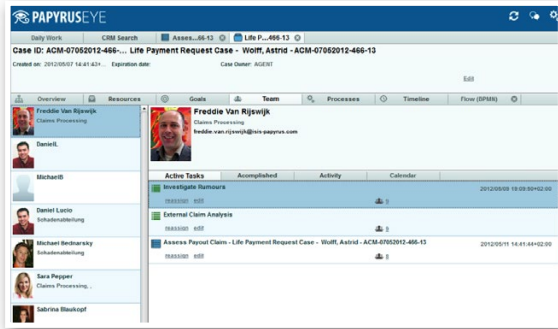 PAPYRUSEYE
Daily Work CRM Search Asses...66-13 Life P...466-13
Case ID: ACM-07052012-466-... Life Payment Request Case - Wolff, Astrid - ACM-07052012-466-13
Created on: 2012/05/07 14:41:43+... Expiration date: Case Owner: AGENT
Edit
Overview Resources Goals Team Processes Timeline Flow (BPMN)
Freddie Van Rijswijk
Claims Processing
DanielL
MichaelB
Daniel Lucio
Schadenabteilung
Michael Bednarsky
Schadenabteilung
Sara Pepper
Claims Processing,..
Sabrina Blaukopf
Freddie Van Rijswijk
Claims Processing
freddie.van.rijswijk@isis-papyrus.com
Active Tasks Acomplished Activity Calendar
Investigate Rumours 2012/05/09 19:09:50+02:00
reassign edit
External Claim Analysis
reassign edit
Assess Payout Claim - Life Payment Request Case - Wolff, Astrid - ACM-07052012-466-13 2012/05/11 14:41:44+02:00
reassign edit